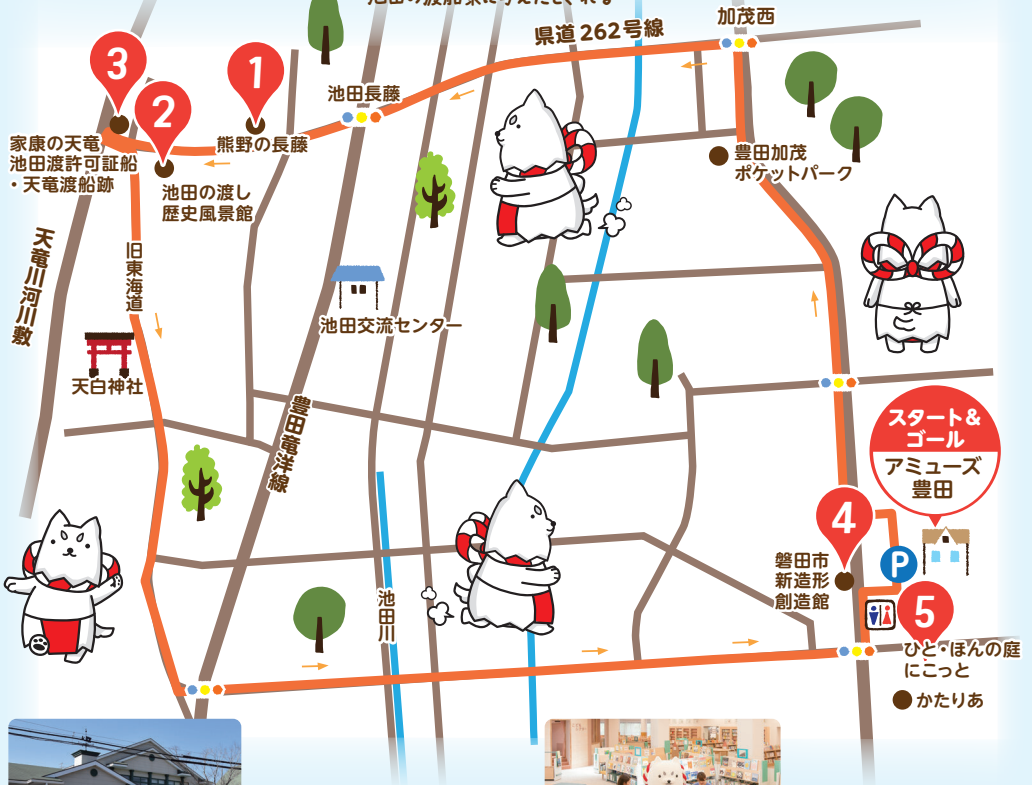 加茂西
県道262号線
3
1
2
池田長藤
熊野の長藤
家康の天竜
池田渡許可証船
・天竜渡船跡
池田の渡し
歴史風景館
豊田加茂
ポケットパーク
天竜川河川敷
旧東海道
池田交流センター
天白神社
豊田竜洋線
スタート&
ゴール
アミューズ
豊田
4
磐田市
新造形
創造館
P
5
池田川
ひと・ほんの庭
にこっと
かたりあ